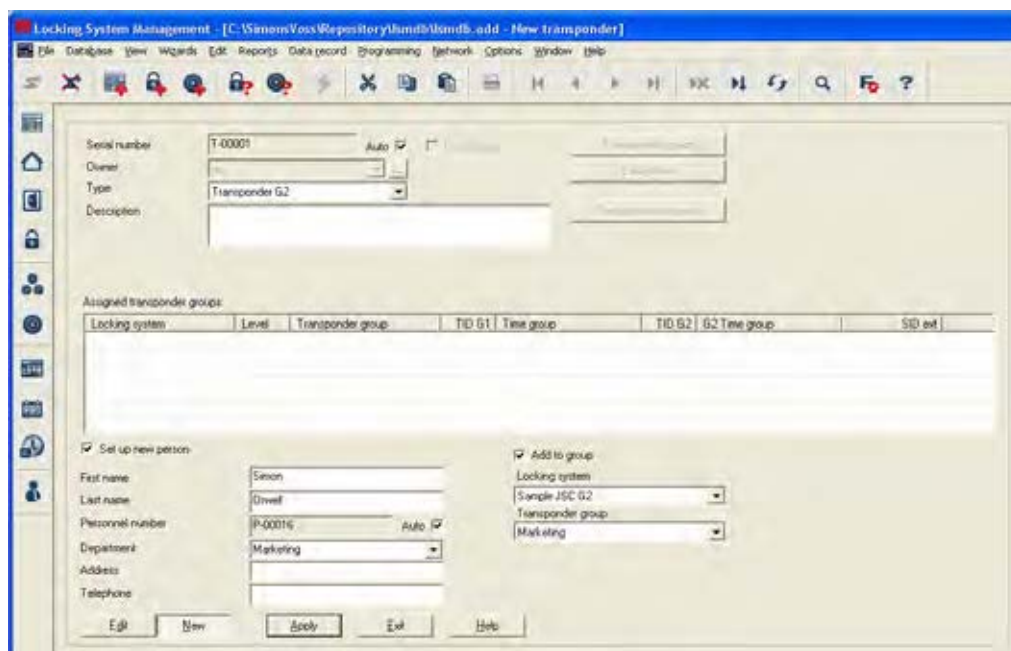 Locking System Management - [C:\SimonsVoss\Repository\lsmdb\lsmdb.add - New transponder]
File Database View Wizards Edit Reports Data record Programming Network Options Window Help
Serial number T-00001 Auto
Owner
Type Transponder G2
Description
Assigned transponder groups:
Locking system Level Transponder group TID G1 Time group TID G2 G2 Time group SID ext
Set up new person Add to group
First name Simon Locking system
Last name Sample JSC G2
Personnel number P-00016 Auto Transponder group
Department Marketing Marketing
Address
Telephone
Edit New Apply Exit Help